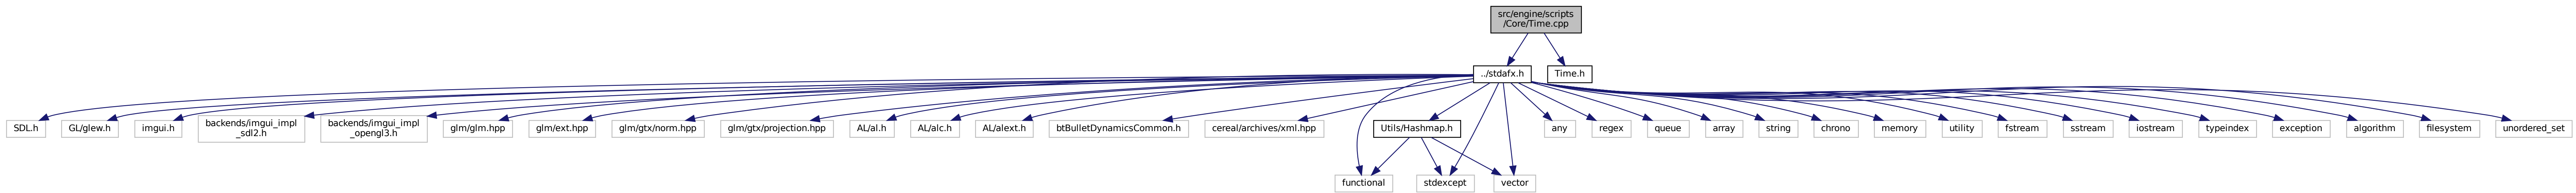 src/engine/scripts
/Core/Time.cpp
../stdafx.h
Time.h
SDL.h
GL/glew.h
imgui.h
backends/imgui_impl
_sdl2.h
backends/imgui_impl
_opengl3.h
glm/glm.hpp
glm/ext.hpp
glm/gtx/norm.hpp
glm/gtx/projection.hpp
AL/al.h
AL/alc.h
AL/alext.h
btBulletDynamicsCommon.h
cereal/archives/xml.hpp
Utils/Hashmap.h
any
regex
queue
array
string
chrono
memory
utility
fstream
sstream
iostream
typeindex
exception
algorithm
filesystem
unordered_set
functional
stdexcept
vector